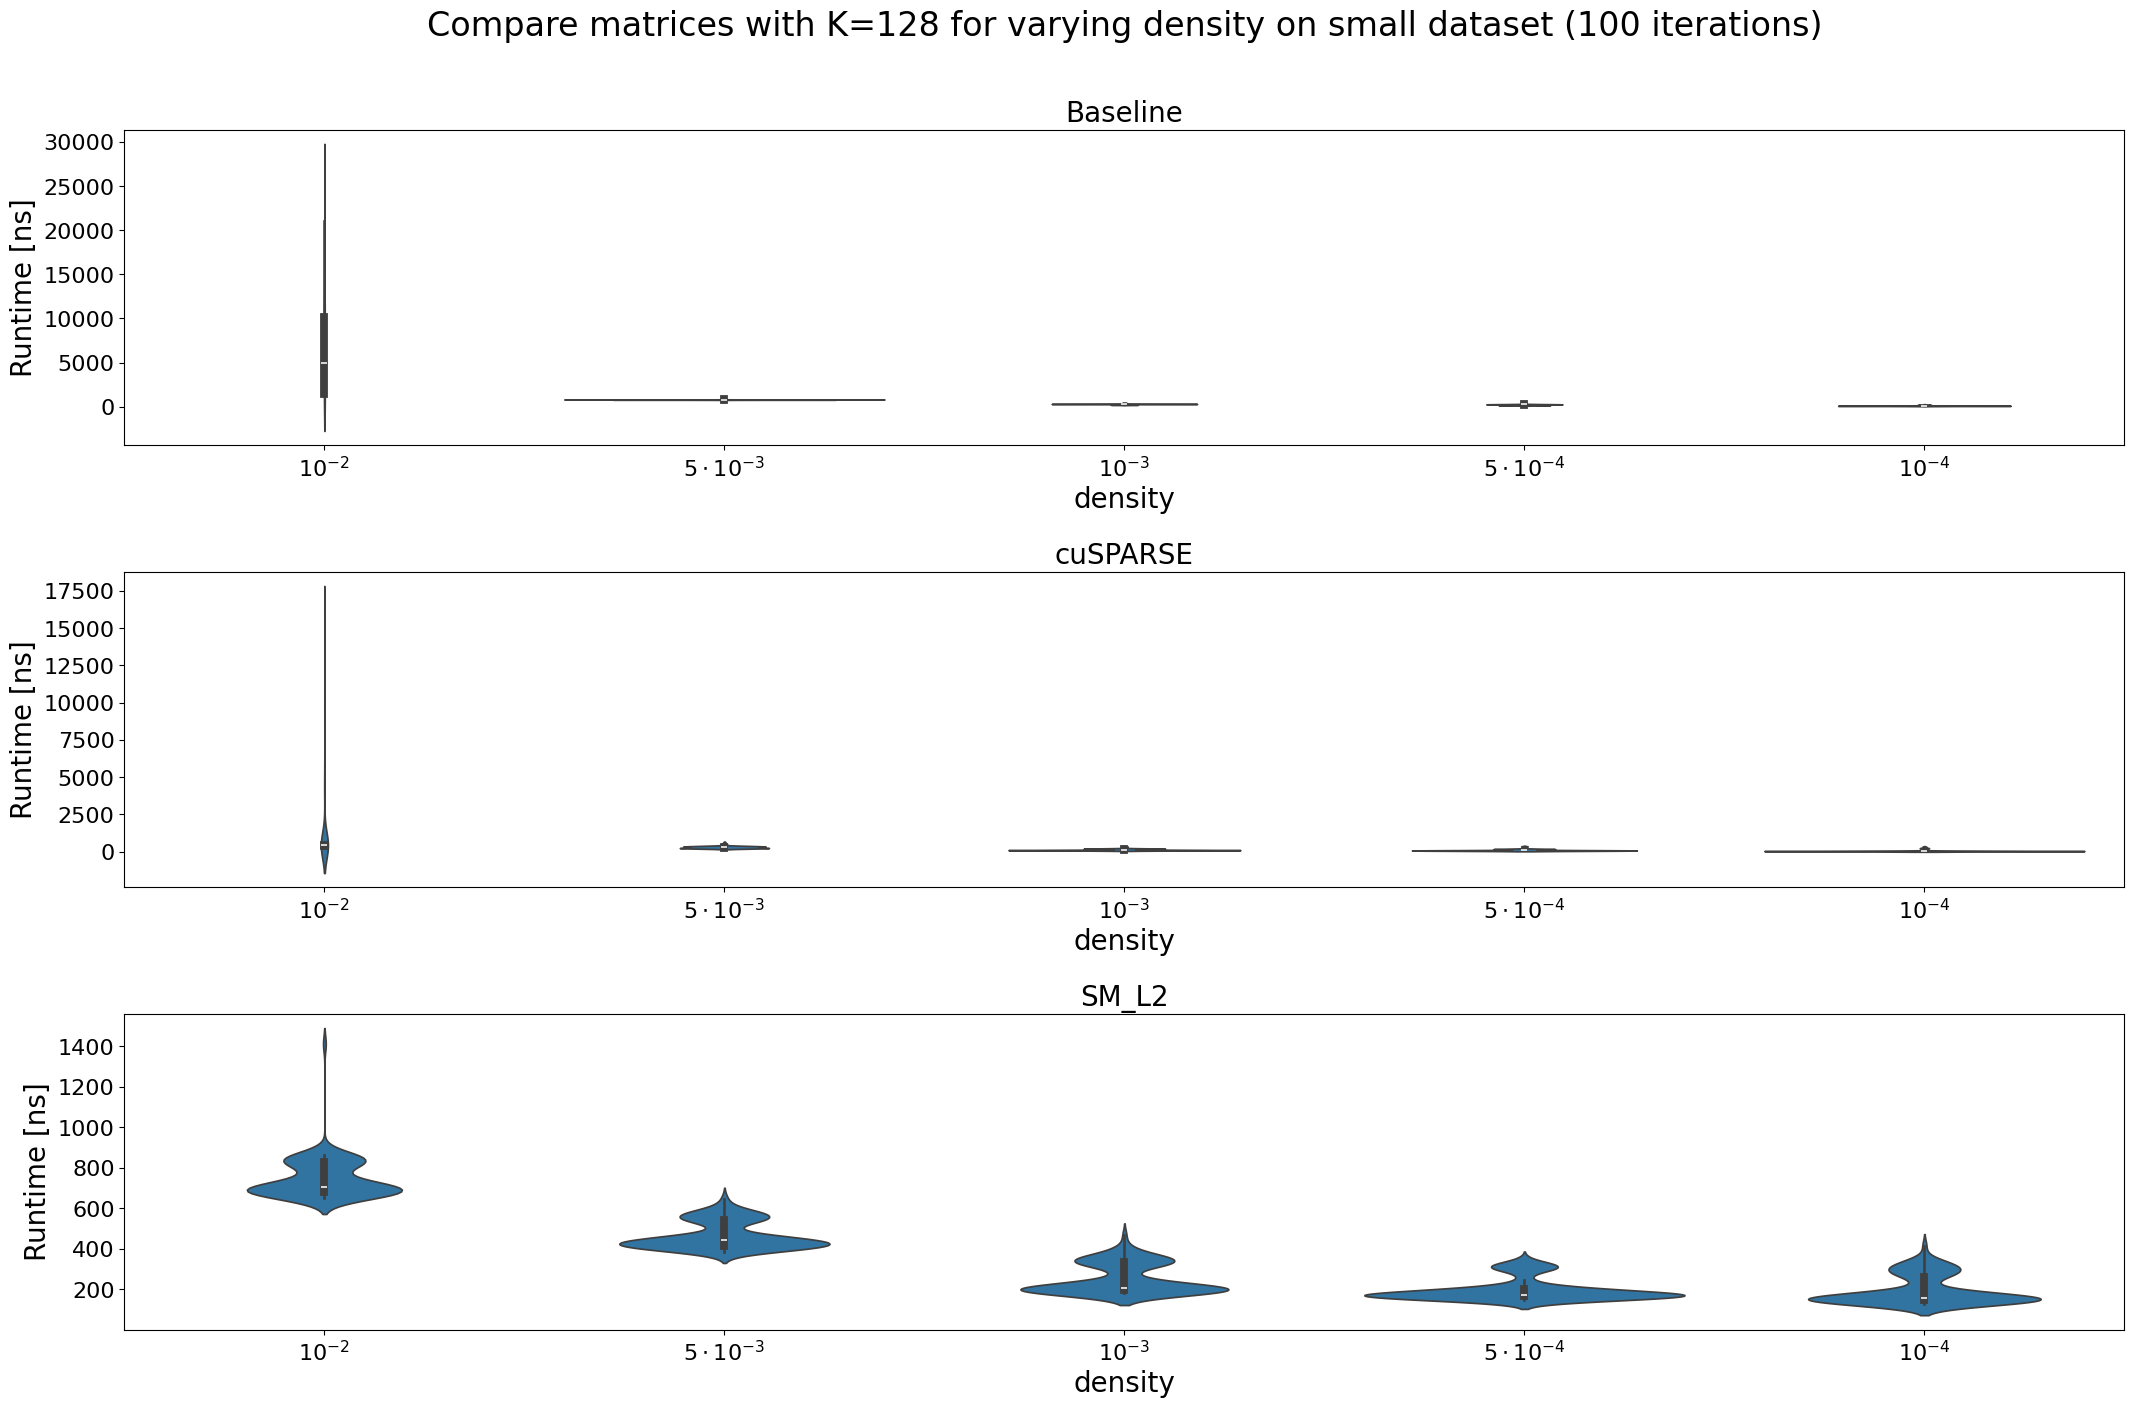 Compare matrices with K=128 for varying density on small dataset (100 iterations)
Baseline
Runtime [ns]
30000
25000
20000
15000
10000
5000
0
10⁻² 5 · 10⁻³ 10⁻³ 5 · 10⁻⁴ 10⁻⁴
density
cuSPARSE
Runtime [ns]
17500
15000
12500
10000
7500
5000
2500
0
10⁻² 5 · 10⁻³ 10⁻³ 5 · 10⁻⁴ 10⁻⁴
density
SM_L2
Runtime [ns]
1400
1200
1000
800
600
400
200
10⁻² 5 · 10⁻³ 10⁻³ 5 · 10⁻⁴ 10⁻⁴
density